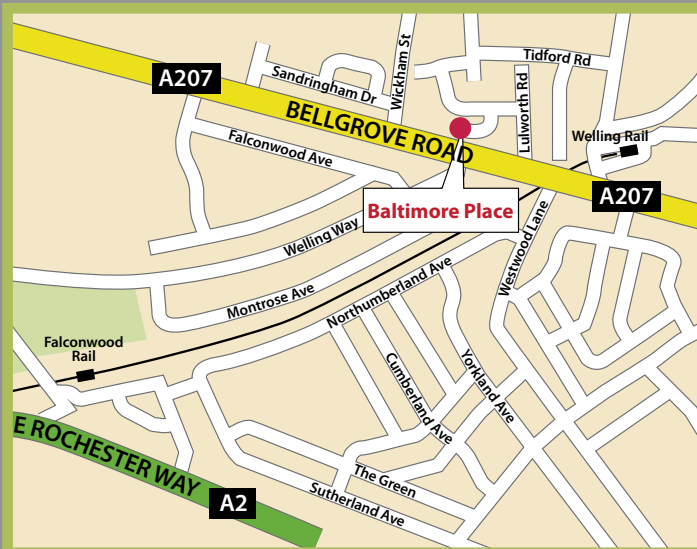 Tidford Rd
Wickham St
A207
Sandringham Dr
Lulworth Rd
BELLGROVE ROAD
Welling Rail
Falconwood Ave
A207
Baltimore Place
Welling Way
Westwood Lane
Montrose Ave
Northumberland Ave
Falconwood
Rail
Cumberland Ave
Yorkland Ave
E ROCHESTER WAY
The Green
A2
Sutherland Ave